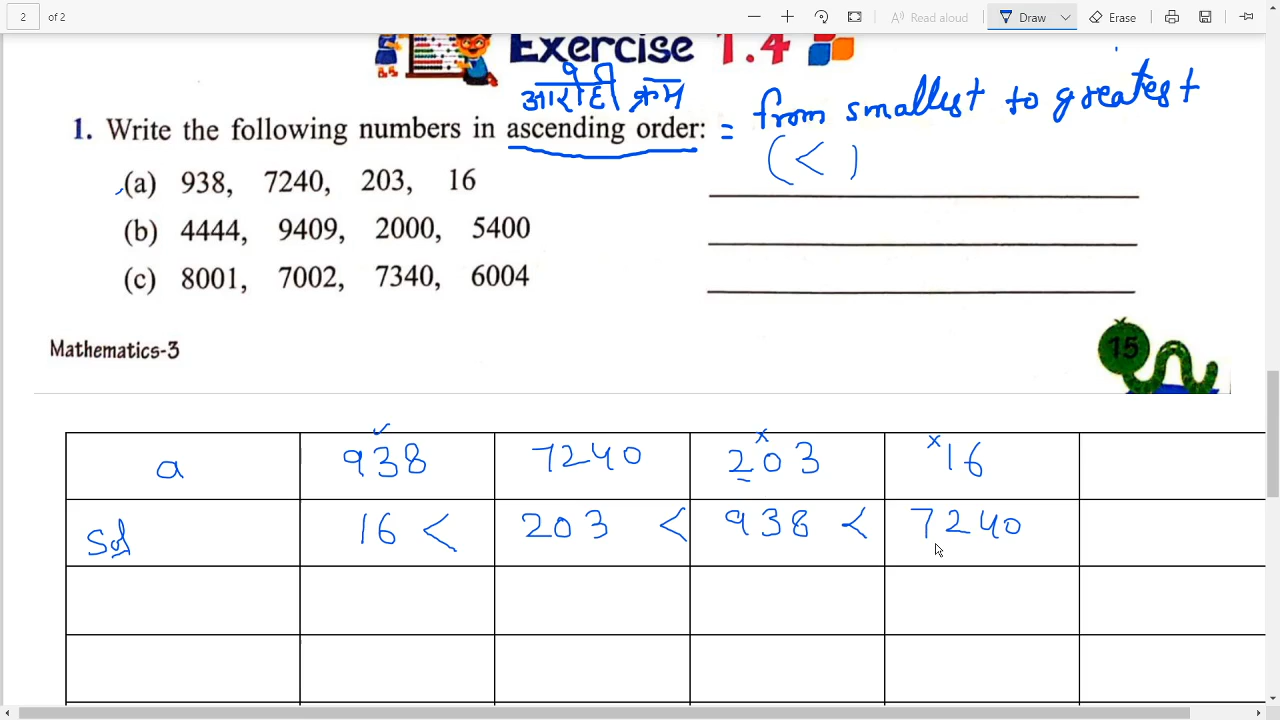 2 of 2 Read aloud Draw Erase
Exercise 1.4
आरोही क्रम
1. Write the following numbers in ascending order: = from smallest to greatest
(<)
(a) 938, 7240, 203, 16
(b) 4444, 9409, 2000, 5400
(c) 8001, 7002, 7340, 6004
Mathematics-3
15
a 938 7240 203 16
Sol 16 < 203 < 938 < 7240